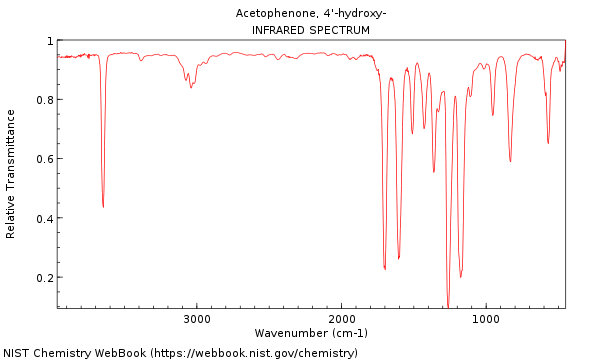 Acetophenone, 4'-hydroxy-
INFRARED SPECTRUM
1
0.8
0.6
0.4
0.2
Relative Transmittance
3000 2000 1000
Wavenumber (cm-1)
NIST Chemistry WebBook (https://webbook.nist.gov/chemistry)